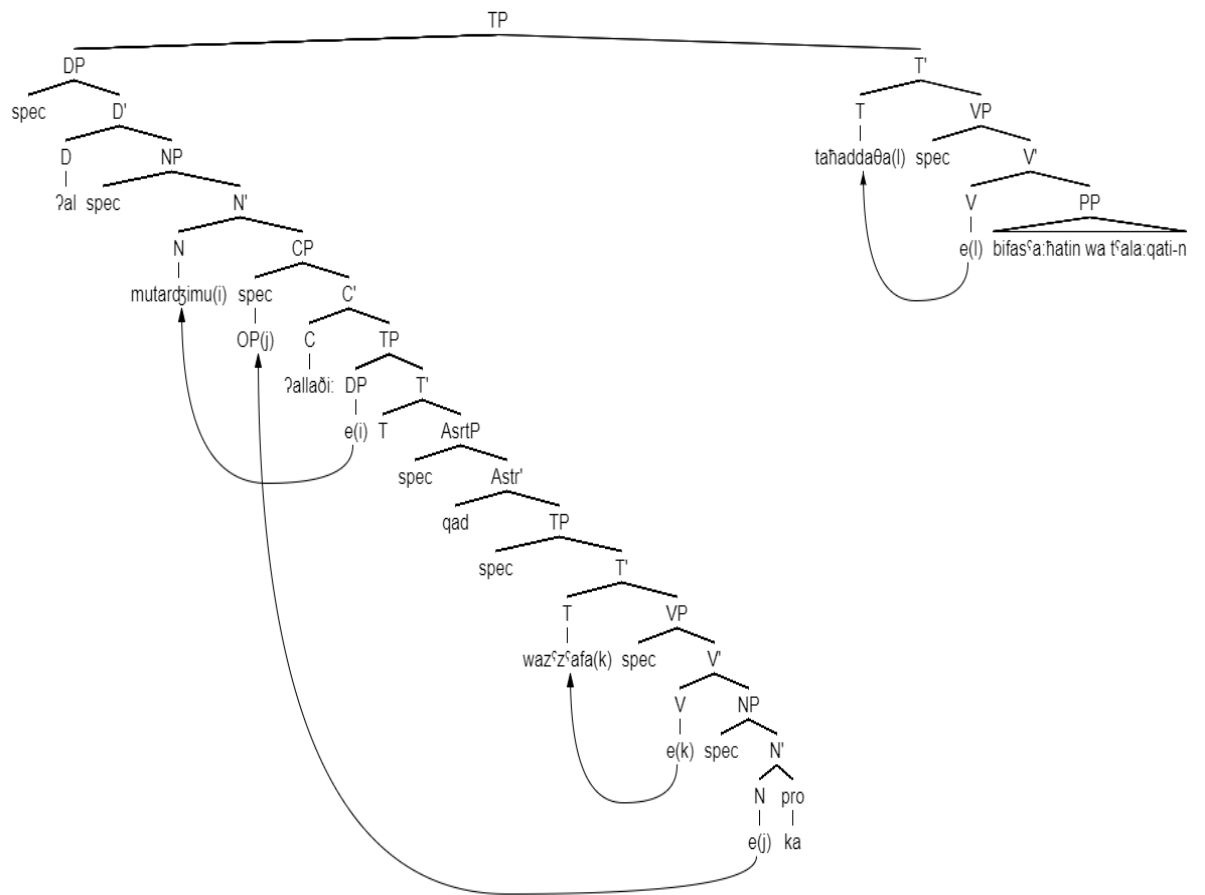 TP
DP T'
spec D' T VP
D NP taħaddaθa(l) spec V'
ʔal spec N' V PP
N CP e(l) bifasˤa:ħatin wa tˤala:qati-n
mutarʤimu(i) spec C'
OP(j) C TP
ʔallaði: DP T'
e(i) T AsrtP
spec Astr'
qad TP
spec T'
T VP
wazˤzˤafa(k) spec V'
V NP
e(k) spec N'
N pro
e(j) ka